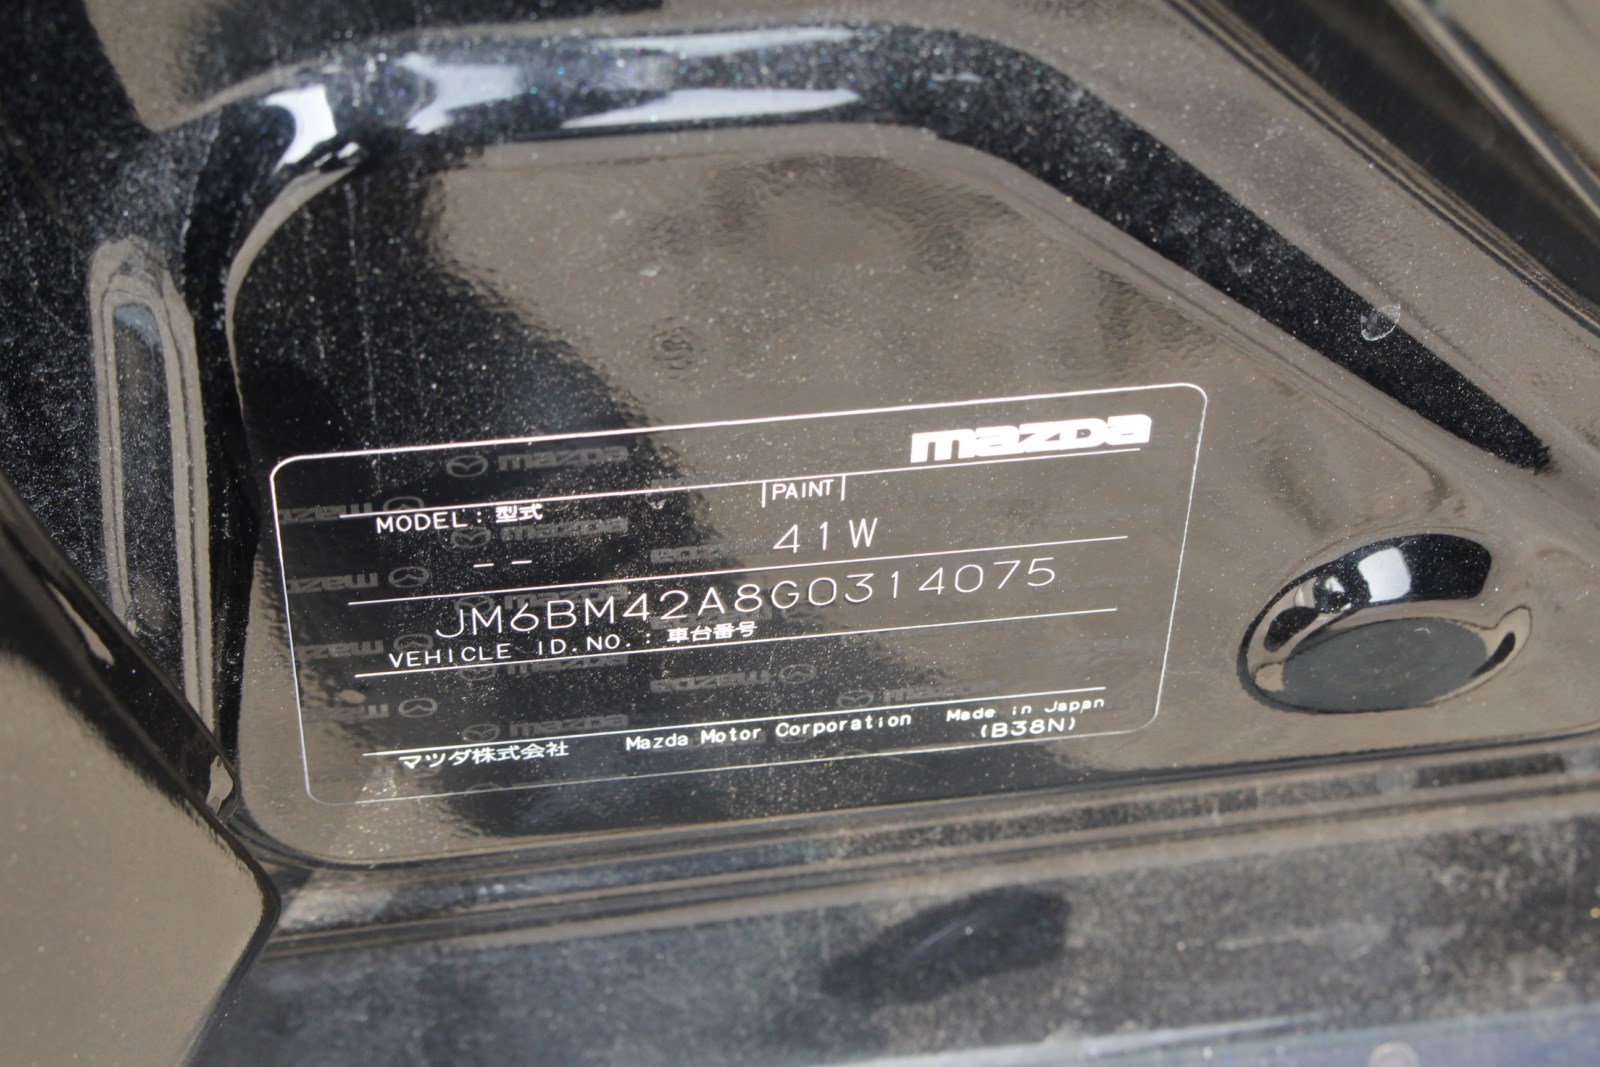 mazda
PAINT
MODEL: 型式
41W
– –
JM6BM42A8G0314075
VEHICLE ID.NO.: 車台番号
マツダ株式会社 Mazda Motor Corporation Made in Japan
(B38N)